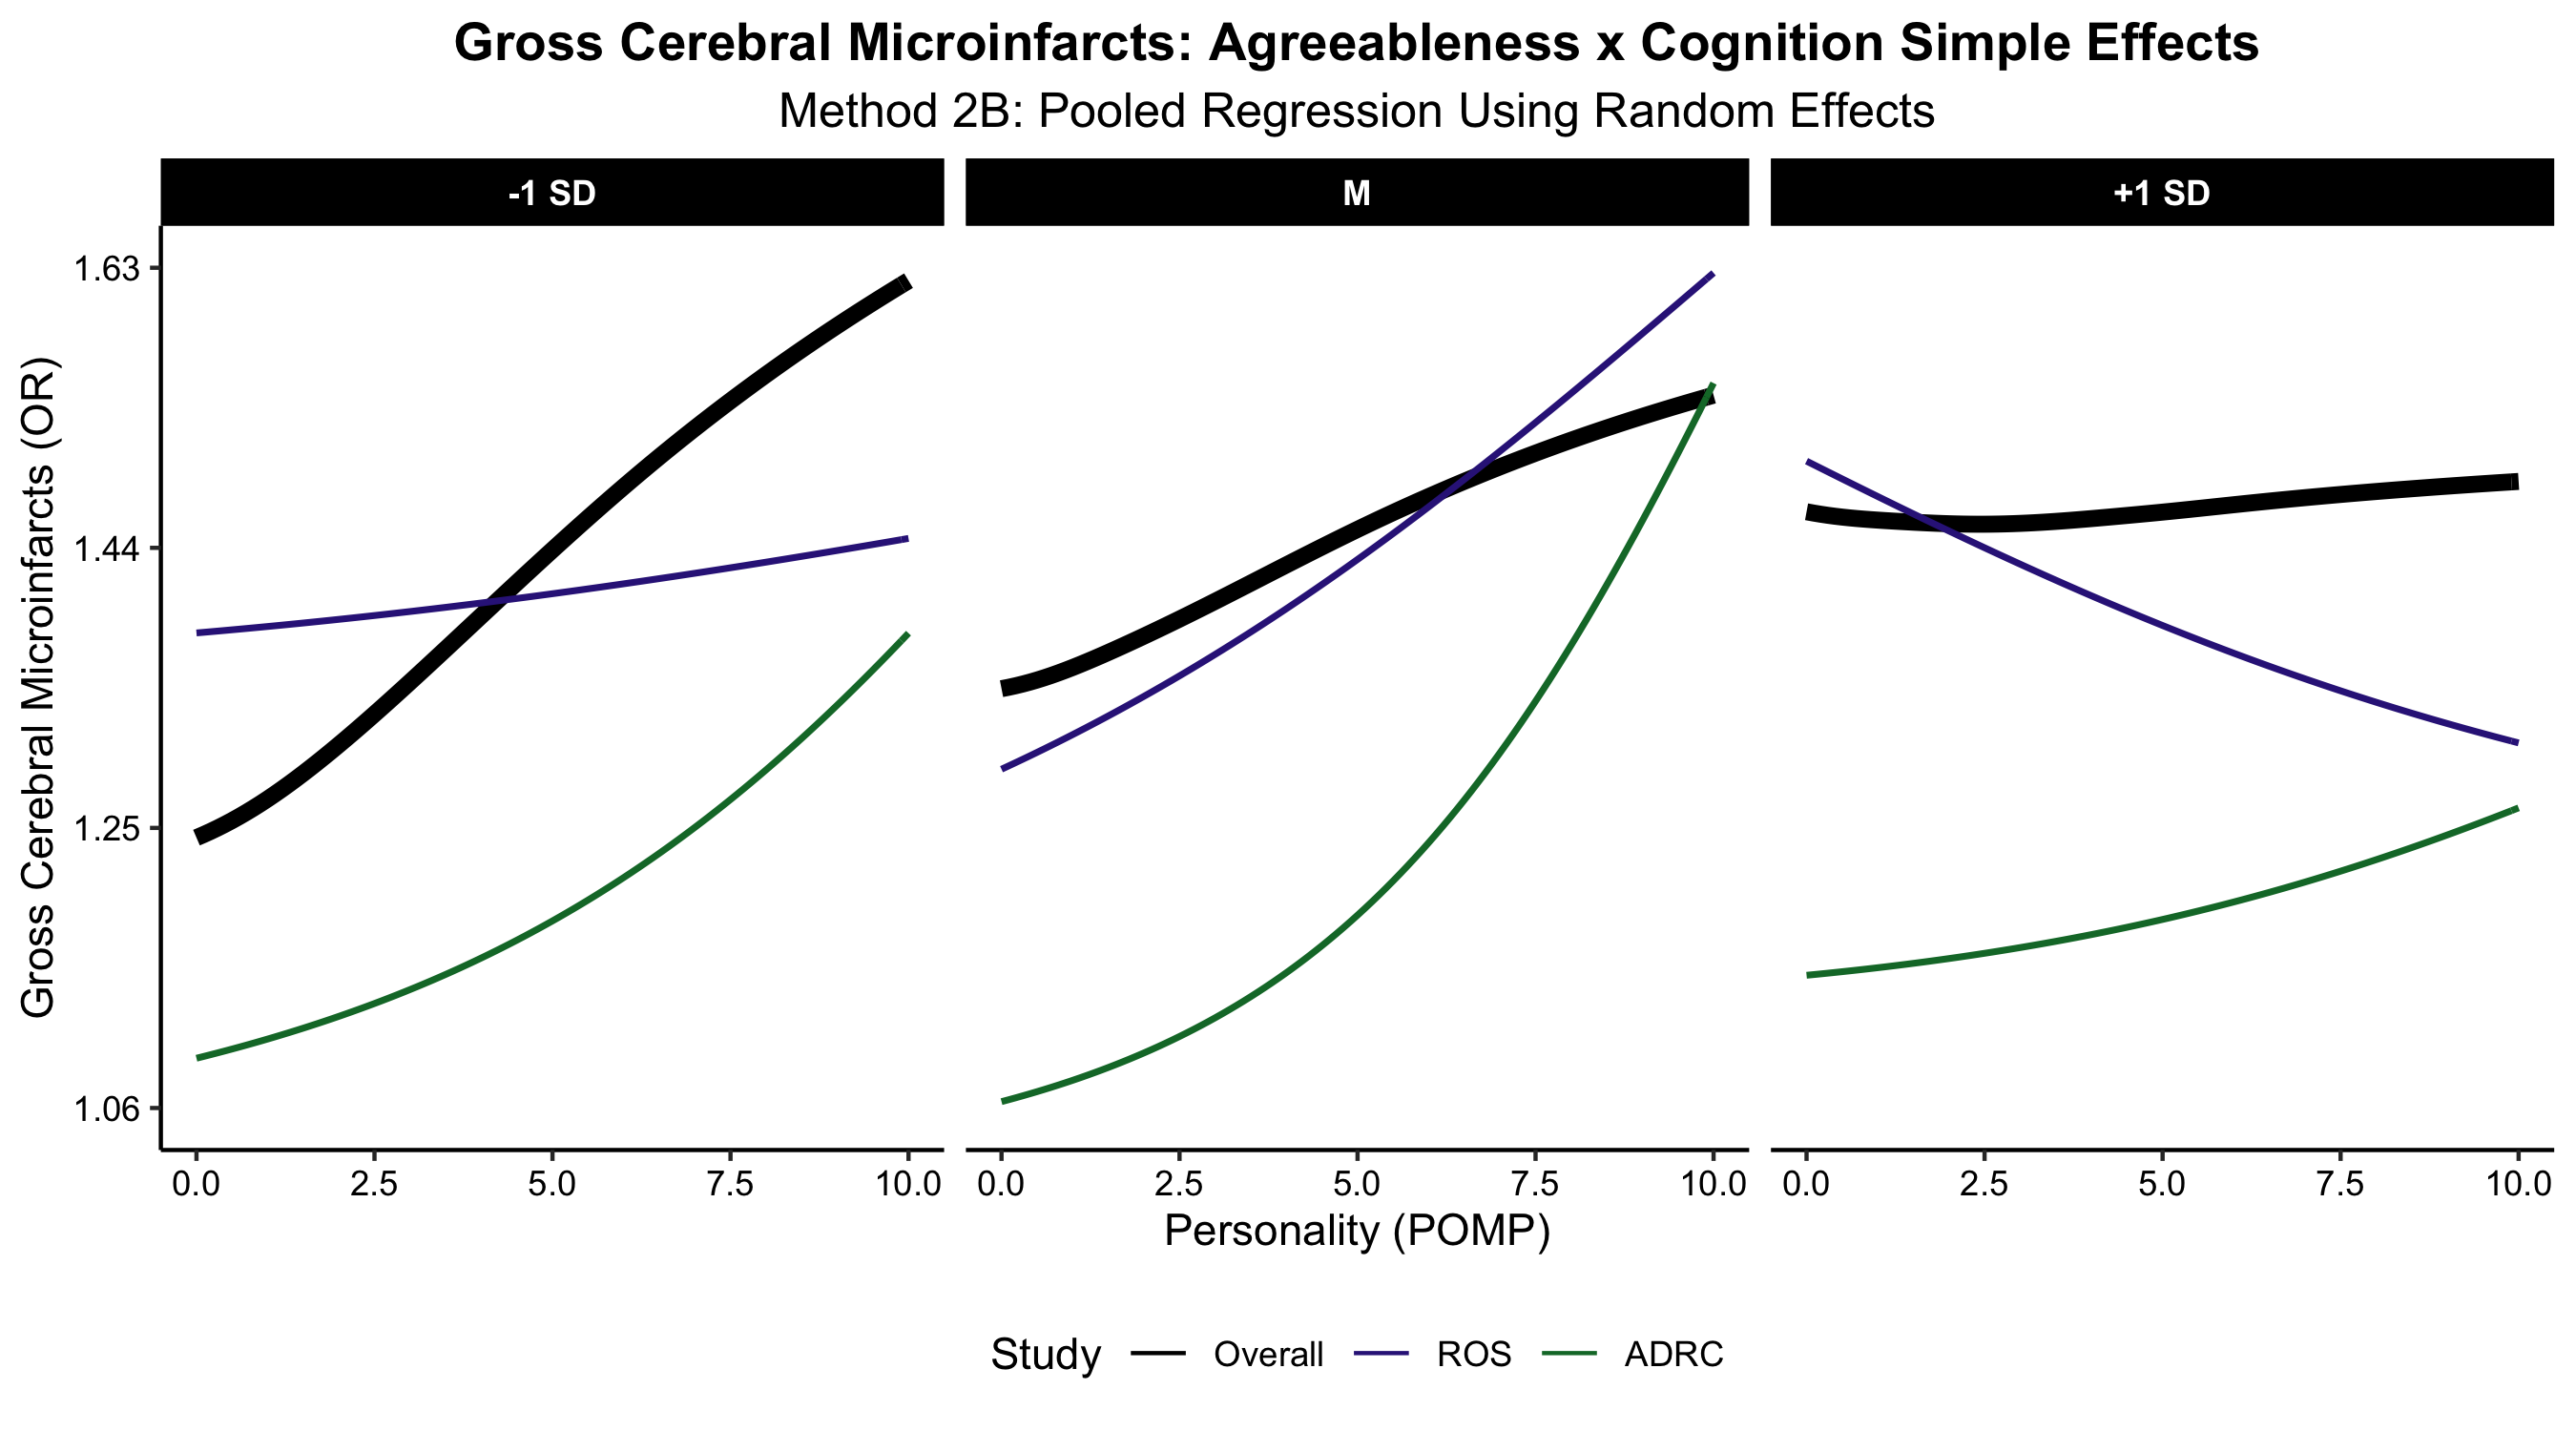 Gross Cerebral Microinfarcts: Agreeableness x Cognition Simple Effects
Method 2B: Pooled Regression Using Random Effects
-1 SD
M
+1 SD
Gross Cerebral Microinfarcts (OR)
1.63
1.44
1.25
1.06
0.0 2.5 5.0 7.5 10.0
0.0 2.5 5.0 7.5 10.0
0.0 2.5 5.0 7.5 10.0
Personality (POMP)
Study Overall ROS ADRC